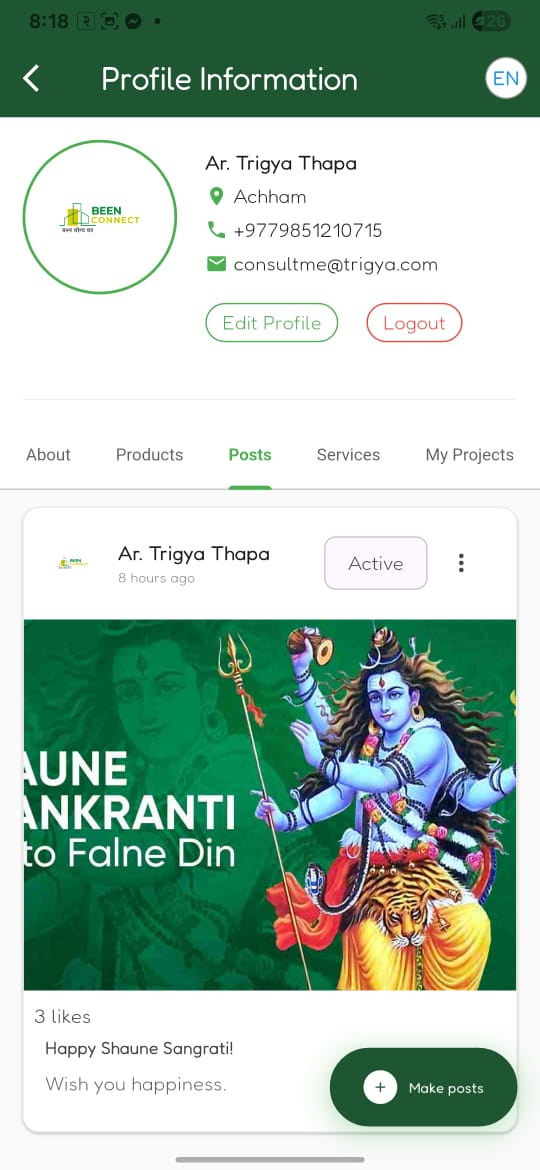 8:18
26
Profile Information
EN
BEEN
CONNECT
Ar. Trigya Thapa
Achham
+9779851210715
consultme@trigya.com
Edit Profile
Logout
About
Products
Posts
Services
My Projects
Ar. Trigya Thapa
8 hours ago
Active
AUNE
ANKRANTI
to Falne Din
3 likes
Happy Shaune Sangrati!
Wish you happiness.
+ Make posts